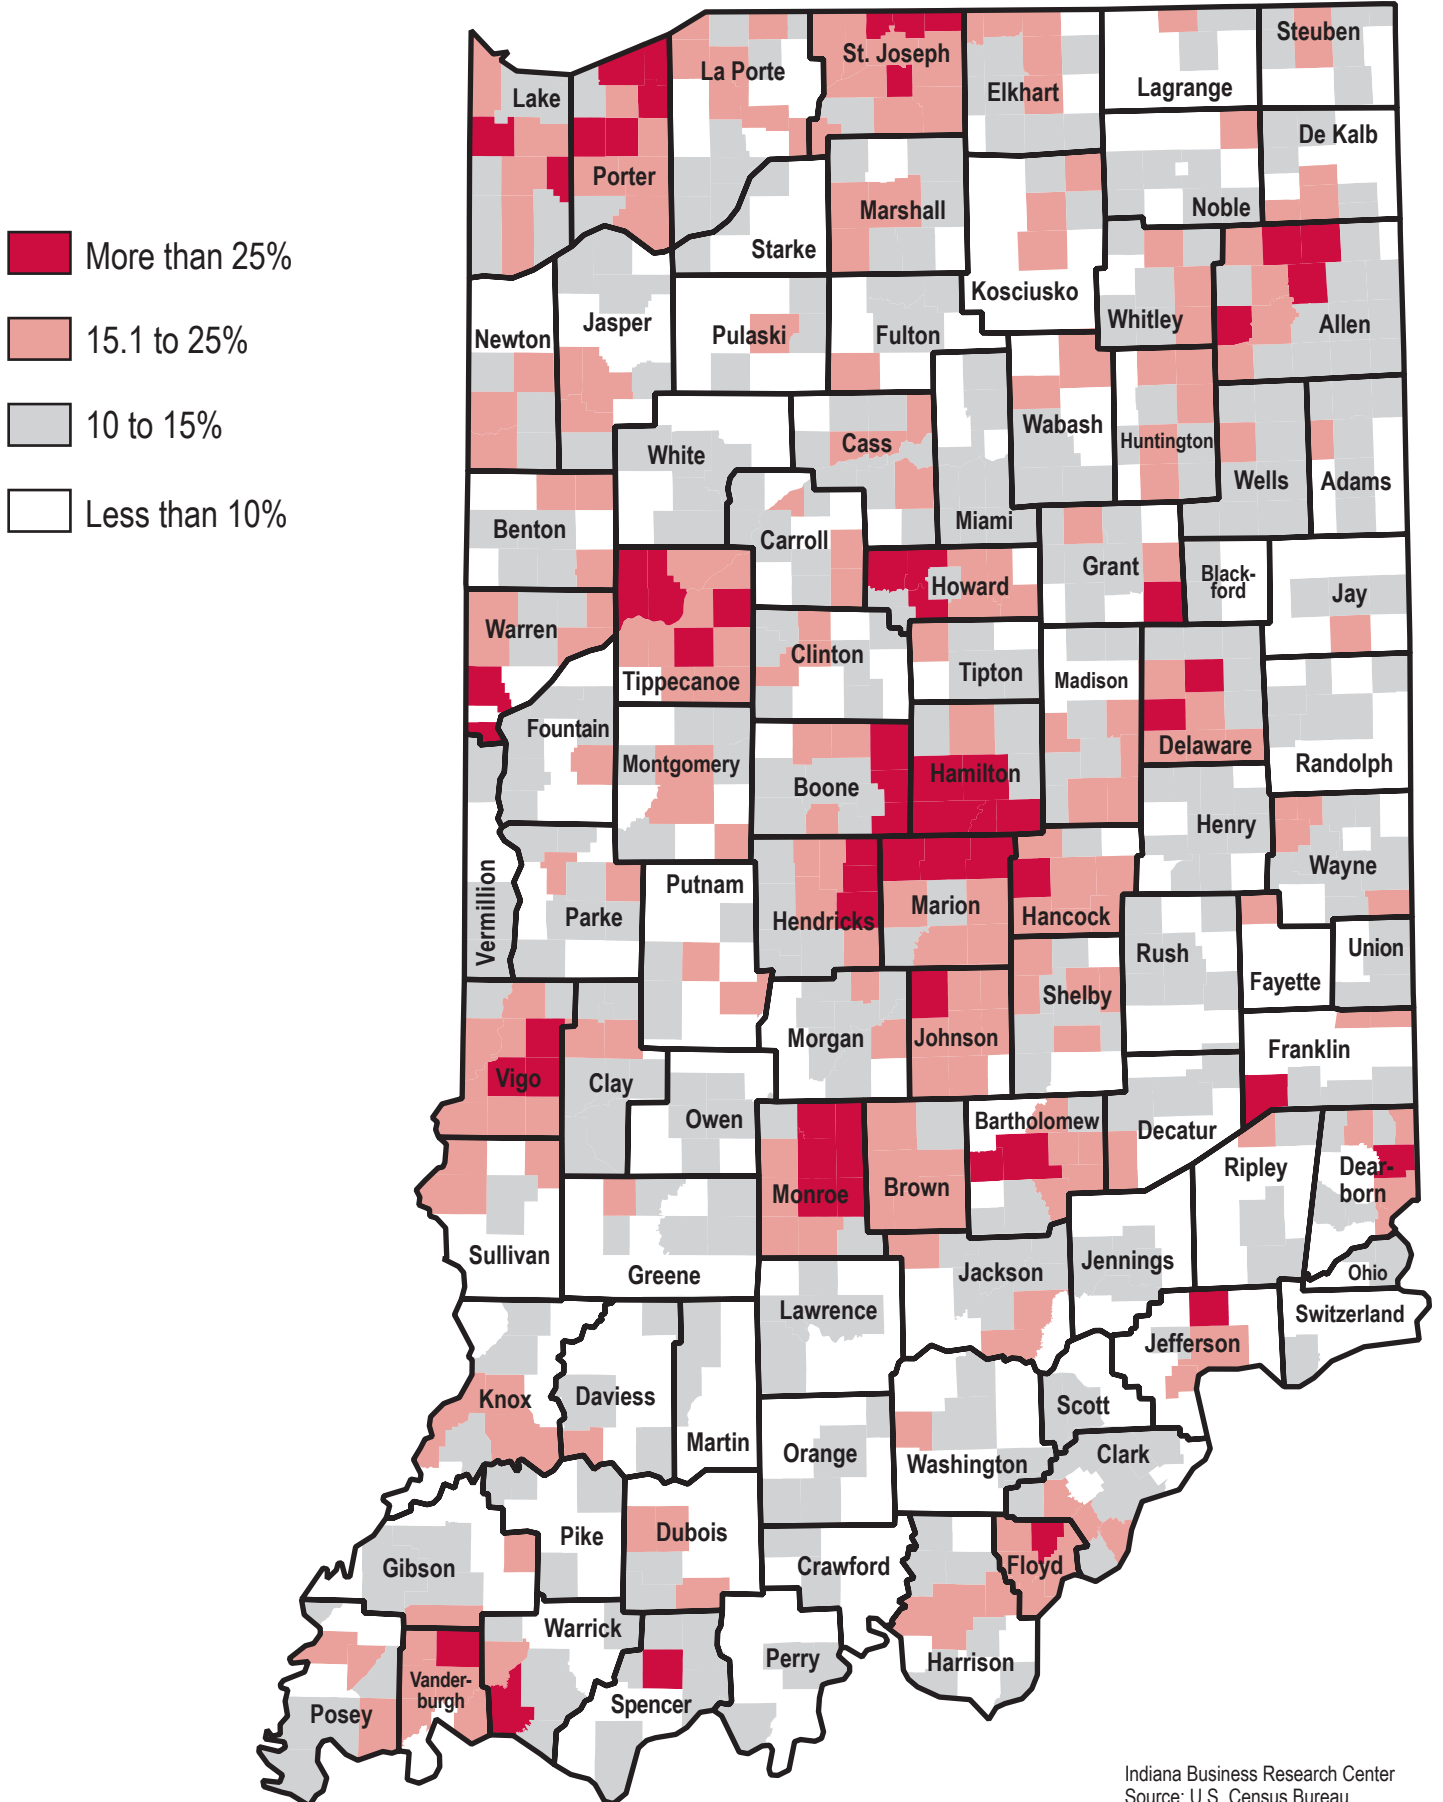 More than 25%
15.1 to 25%
10 to 15%
Less than 10%
Lake
Porter
La Porte
St. Joseph
Elkhart
Lagrange
Steuben
De Kalb
Noble
Marshall
Starke
Kosciusko
Whitley
Allen
Newton
Jasper
Pulaski
Fulton
Wabash
Huntington
Wells
Adams
White
Cass
Miami
Benton
Carroll
Howard
Grant
Black-
ford
Jay
Warren
Tippecanoe
Clinton
Tipton
Madison
Delaware
Randolph
Fountain
Montgomery
Boone
Hamilton
Henry
Wayne
Vermillion
Parke
Putnam
Hendricks
Marion
Hancock
Rush
Fayette
Union
Vigo
Clay
Owen
Morgan
Johnson
Shelby
Franklin
Monroe
Brown
Bartholomew
Decatur
Ripley
Dear-
born
Ohio
Sullivan
Greene
Jackson
Jennings
Switzerland
Jefferson
Lawrence
Knox
Daviess
Martin
Orange
Washington
Scott
Clark
Gibson
Pike
Dubois
Crawford
Floyd
Harrison
Posey
Vander-
burgh
Warrick
Spencer
Perry
Indiana Business Research Center
Source: U.S. Census Bureau